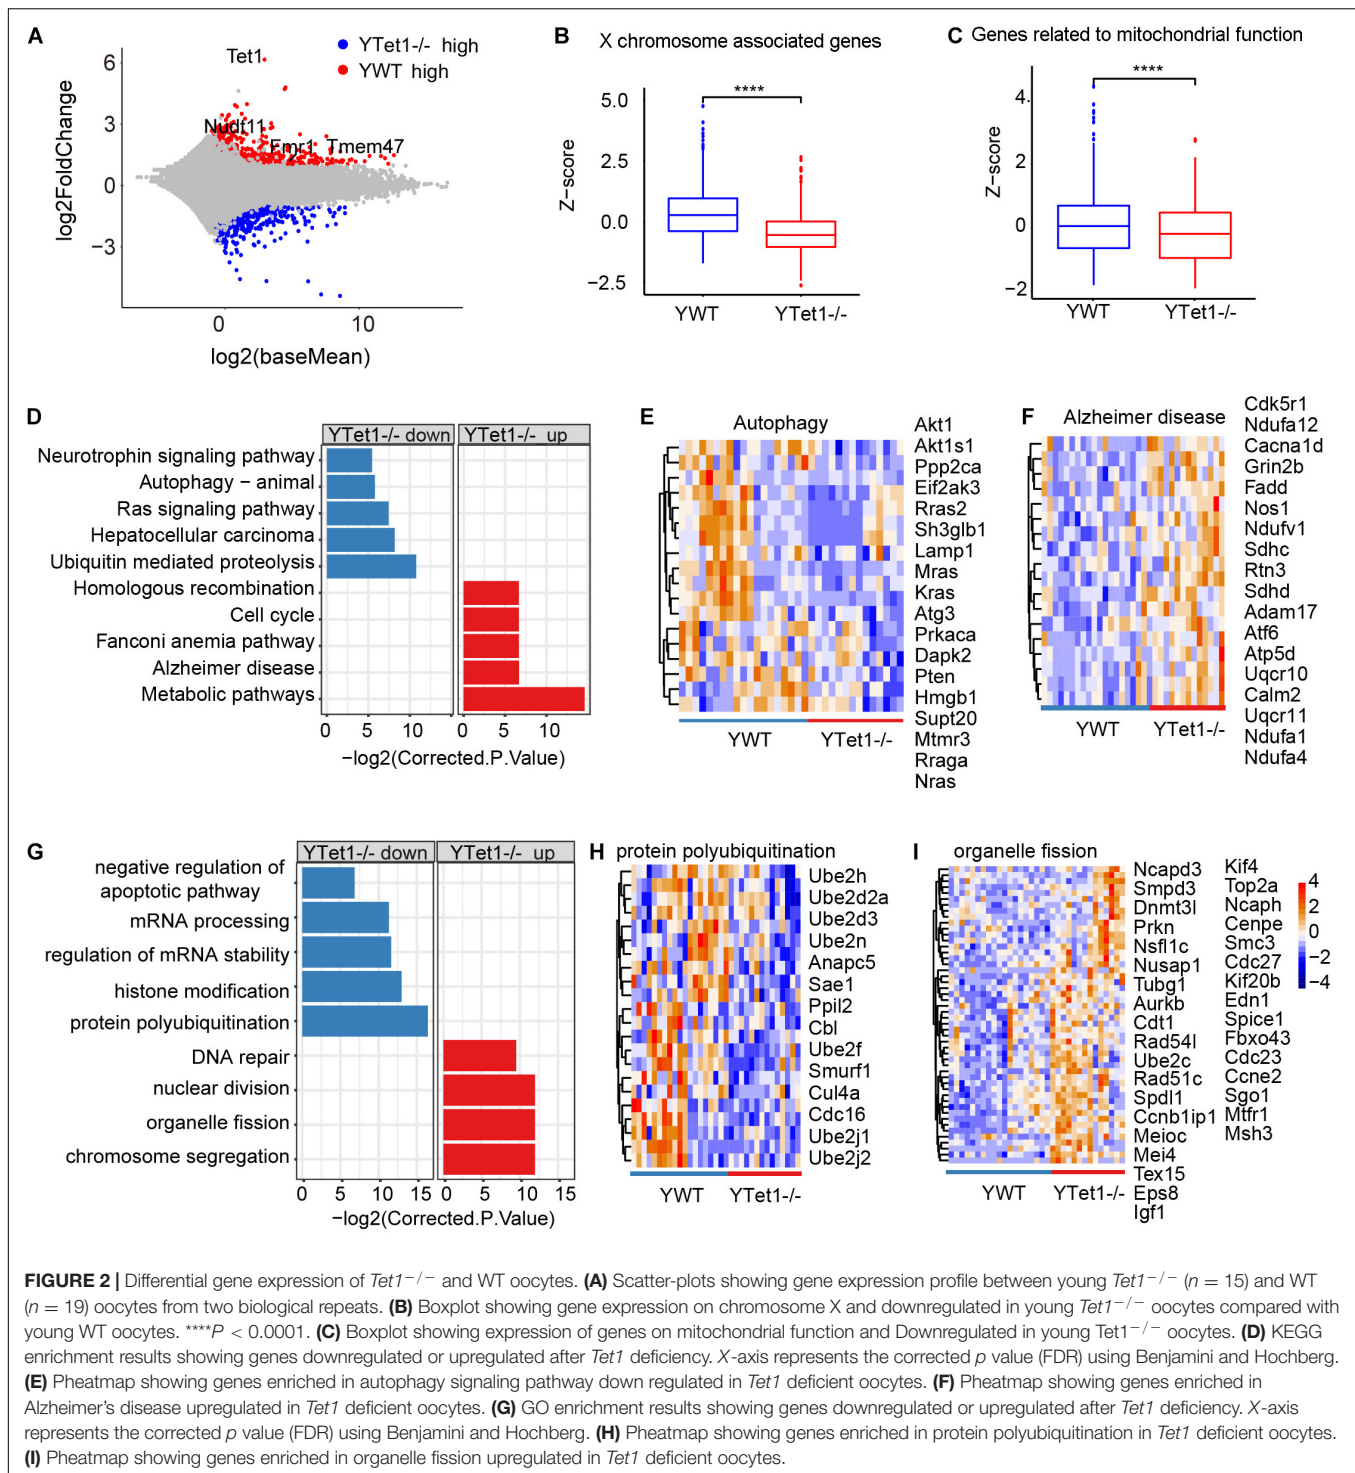 A
Tet1
YTet1-/- high
YWT high
Nudt11
Fmr1
Tmem47
6
3
0
−3
log2FoldChange
0
10
log2(baseMean)
B
X chromosome associated genes
****
5.0
2.5
0.0
−2.5
Z−score
YWT
YTet1-/-
C
Genes related to mitochondrial function
****
4
2
0
−2
Z−score
YWT
YTet1-/-
D
YTet1-/- down
YTet1-/- up
Neurotrophin signaling pathway
Autophagy − animal
Ras signaling pathway
Hepatocellular carcinoma
Ubiquitin mediated proteolysis
Homologous recombination
Cell cycle
Fanconi anemia pathway
Alzheimer disease
Metabolic pathways
0 5 10
0 5 10
−log2(Corrected.P.Value)
E
Autophagy
Akt1
Akt1s1
Ppp2ca
Eif2ak3
Rras2
Sh3glb1
Lamp1
Mras
Kras
Atg3
Prkaca
Dapk2
Pten
Hmgb1
Supt20
Mtmr3
Rraga
Nras
YWT
YTet1-/-
F
Alzheimer disease
Cdk5r1
Ndufa12
Cacna1d
Grin2b
Fadd
Nos1
Ndufv1
Sdhc
Rtn3
Sdhd
Adam17
Atf6
Atp5d
Uqcr10
Calm2
Uqcr11
Ndufa1
Ndufa4
YWT
YTet1-/-
G
YTet1-/- down
YTet1-/- up
negative regulation of
apoptotic pathway
mRNA processing
regulation of mRNA stability
histone modification
protein polyubiquitination
DNA repair
nuclear division
organelle fission
chromosome segregation
0 5 10 15
0 5 10 15
−log2(Corrected.P.Value)
H
protein polyubiquitination
Ube2h
Ube2d2a
Ube2d3
Ube2n
Anapc5
Sae1
Ppil2
Cbl
Ube2f
Smurf1
Cul4a
Cdc16
Ube2j1
Ube2j2
YWT
YTet1-/-
I
organelle fission
Ncapd3
Smpd3
Dnmt3l
Prkn
Nsfl1c
Nusap1
Tubg1
Aurkb
Cdt1
Rad54l
Ube2c
Rad51c
Spdl1
Ccnb1ip1
Meioc
Mei4
Tex15
Eps8
Igf1
Kif4
Top2a
Ncaph
Cenpe
Smc3
Cdc27
Kif20b
Edn1
Spice1
Fbxo43
Cdc23
Ccne2
Sgo1
Mtfr1
Msh3
4
2
0
−2
−4
YWT
YTet1-/-
FIGURE 2 | Differential gene expression of Tet1−/− and WT oocytes. (A) Scatter-plots showing gene expression profile between young Tet1−/− (n = 15) and WT
(n = 19) oocytes from two biological repeats. (B) Boxplot showing gene expression on chromosome X and downregulated in young Tet1−/− oocytes compared with
young WT oocytes. ****P < 0.0001. (C) Boxplot showing expression of genes on mitochondrial function and Downregulated in young Tet1−/− oocytes. (D) KEGG
enrichment results showing genes downregulated or upregulated after Tet1 deficiency. X-axis represents the corrected p value (FDR) using Benjamini and Hochberg.
(E) Pheatmap showing genes enriched in autophagy signaling pathway down regulated in Tet1 deficient oocytes. (F) Pheatmap showing genes enriched in
Alzheimer's disease upregulated in Tet1 deficient oocytes. (G) GO enrichment results showing genes downregulated or upregulated after Tet1 deficiency. X-axis
represents the corrected p value (FDR) using Benjamini and Hochberg. (H) Pheatmap showing genes enriched in protein polyubiquitination in Tet1 deficient oocytes.
(I) Pheatmap showing genes enriched in organelle fission upregulated in Tet1 deficient oocytes.